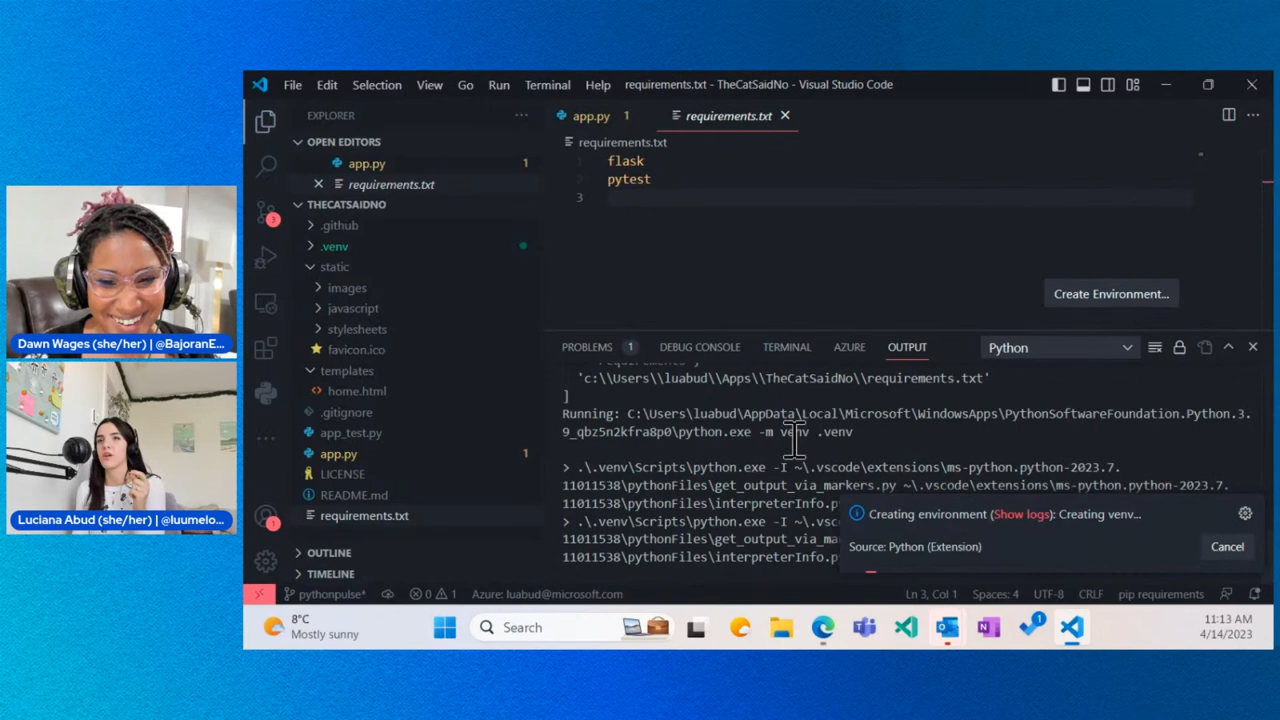 File Edit Selection View Go Run Terminal Help requirements.txt - TheCatSaidNo - Visual Studio Code
EXPLORER
OPEN EDITORS
app.py 1
requirements.txt
THECATSAIDNO
.github
.venv
static
images
javascript
stylesheets
favicon.ico
templates
home.html
.gitignore
app_test.py
app.py 1
LICENSE
README.md
requirements.txt
OUTLINE
TIMELINE
app.py 1 requirements.txt
requirements.txt
1 flask
2 pytest
3
Create Environment...
PROBLEMS 1 DEBUG CONSOLE TERMINAL AZURE OUTPUT Python
'c:\\Users\\luabud\\Apps\\TheCatSaidNo\\requirements.txt'
]
Running: C:\Users\luabud\AppData\Local\Microsoft\WindowsApps\PythonSoftwareFoundation.Python.3.
9_qbz5n2kfra8p0\python.exe -m venv .venv
> .\.venv\Scripts\python.exe -I ~\.vscode\extensions\ms-python.python-2023.7.
11011538\pythonFiles\get_output_via_markers.py ~\.vscode\extensions\ms-python.python-2023.7.
11011538\pythonFiles\interpreterInfo.p
> .\.venv\Scripts\python.exe -I ~\.vsc
11011538\pythonFiles\get_output_via_ma
11011538\pythonFiles\interpreterInfo.p
Creating environment (Show logs): Creating venv...
Source: Python (Extension)
Cancel
Dawn Wages (she/her) | @BajoranE...
Luciana Abud (she/her) | @luumelo...
1
1
pythonpulse* 0 1 Azure: luabud@microsoft.com Ln 3, Col 1 Spaces: 4 UTF-8 CRLF pip requirements
8°C
Mostly sunny
Search
1
11:13 AM
4/14/2023